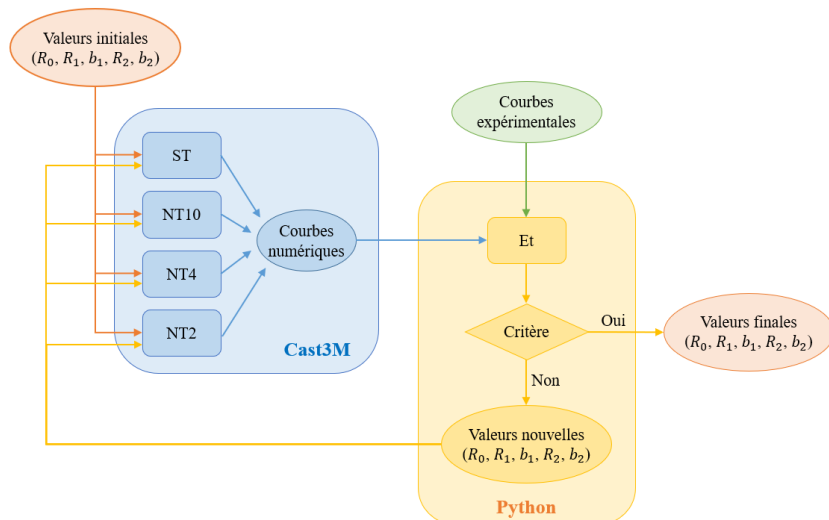 Valeurs initiales
(R₀, R₁, b₁, R₂, b₂)
Courbes
expérimentales
ST
NT10
NT4
NT2
Courbes
numériques
Cast3M
Et
Critère
Oui
Non
Valeurs finales
(R₀, R₁, b₁, R₂, b₂)
Valeurs nouvelles
(R₀, R₁, b₁, R₂, b₂)
Python